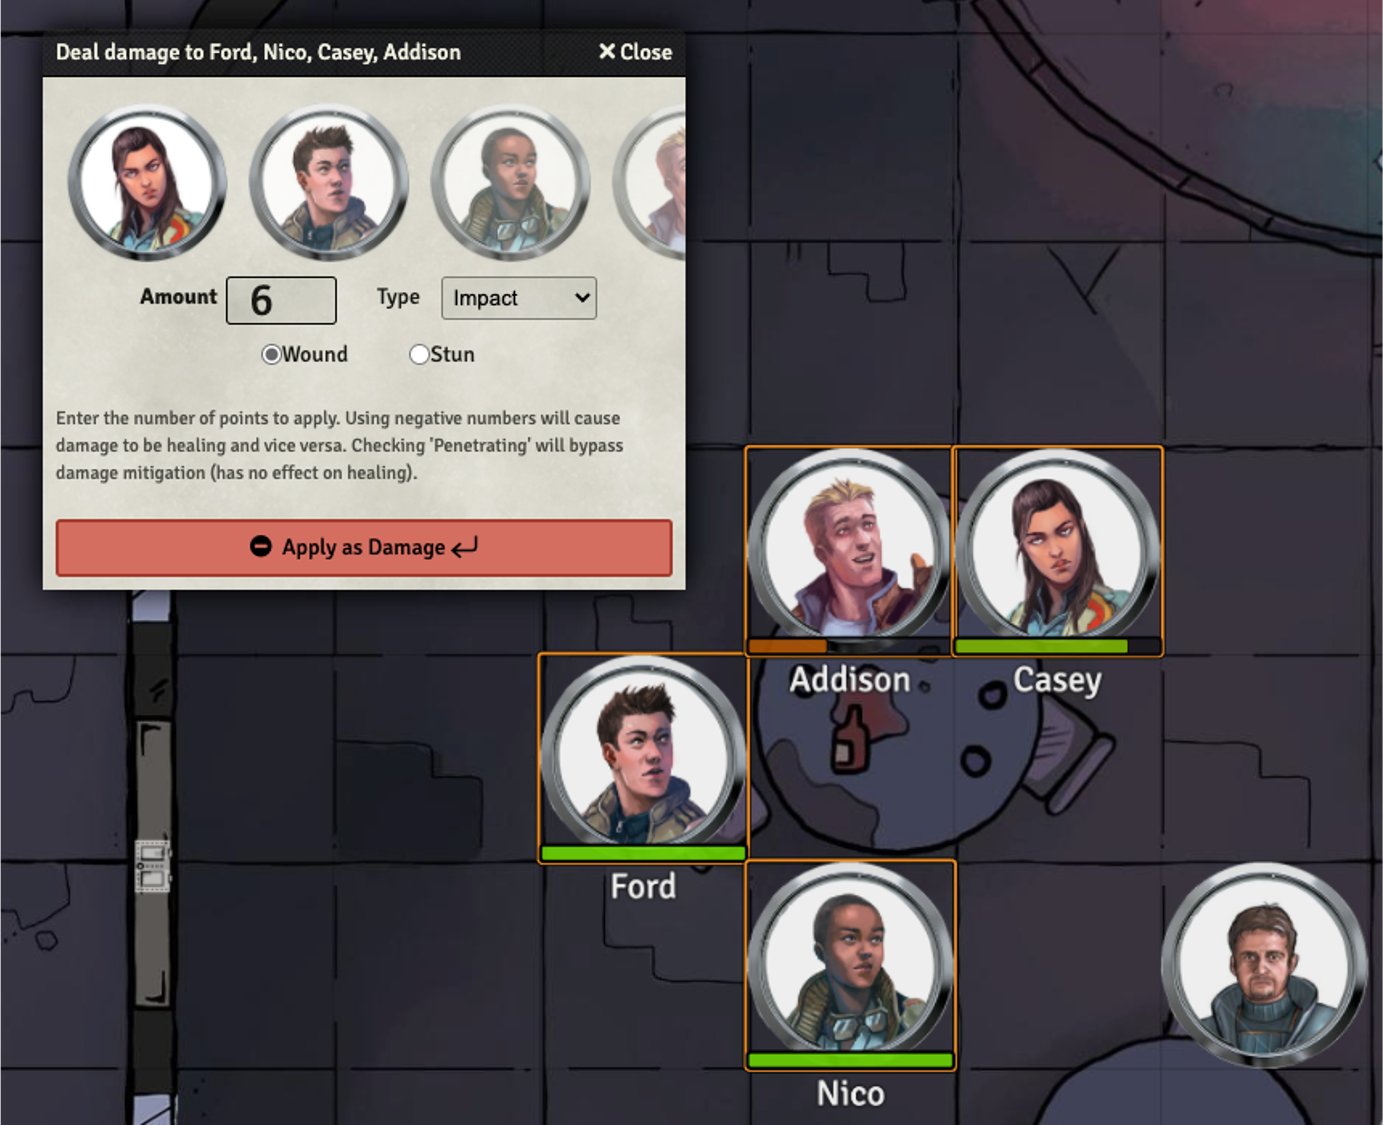 Deal damage to Ford, Nico, Casey, Addison
Close
Amount 6 Type Impact
Wound Stun
Enter the number of points to apply. Using negative numbers will cause
damage to be healing and vice versa. Checking 'Penetrating' will bypass
damage mitigation (has no effect on healing).
Apply as Damage
Addison
Casey
Ford
Nico